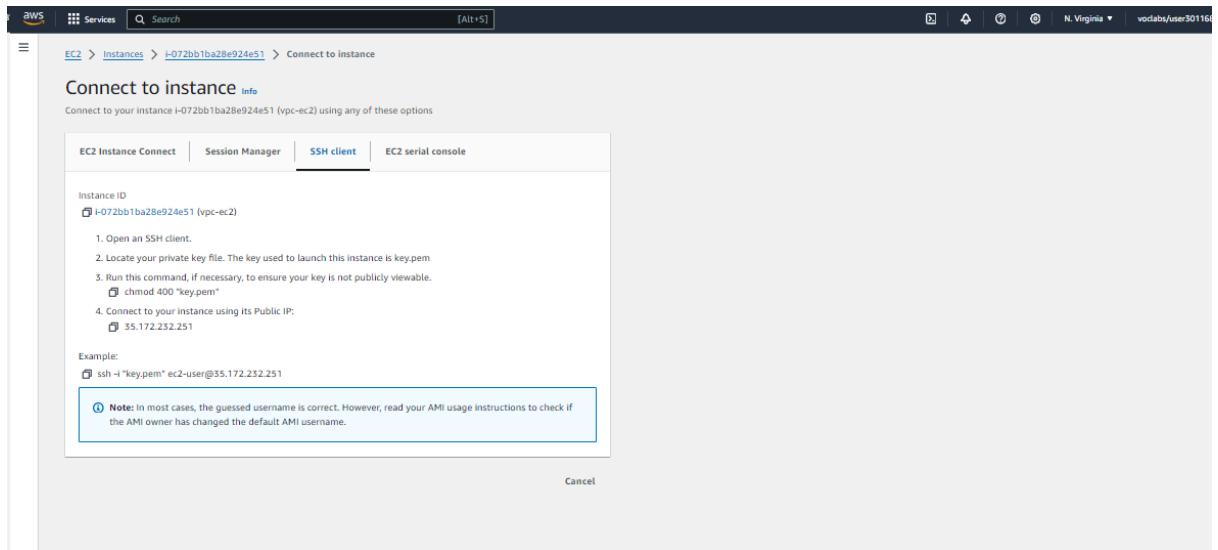 aws
Services
Search
[Alt+S]
N. Virginia
voclabs/user301168
EC2 > Instances > i-072bb1ba28e924e51 > Connect to instance
Connect to instance Info
Connect to your instance i-072bb1ba28e924e51 (vpc-ec2) using any of these options
EC2 Instance Connect
Session Manager
SSH client
EC2 serial console
Instance ID
i-072bb1ba28e924e51 (vpc-ec2)
1. Open an SSH client.
2. Locate your private key file. The key used to launch this instance is key.pem
3. Run this command, if necessary, to ensure your key is not publicly viewable.
chmod 400 "key.pem"
4. Connect to your instance using its Public IP:
35.172.232.251
Example:
ssh -i "key.pem" ec2-user@35.172.232.251
Note: In most cases, the guessed username is correct. However, read your AMI usage instructions to check if
the AMI owner has changed the default AMI username.
Cancel